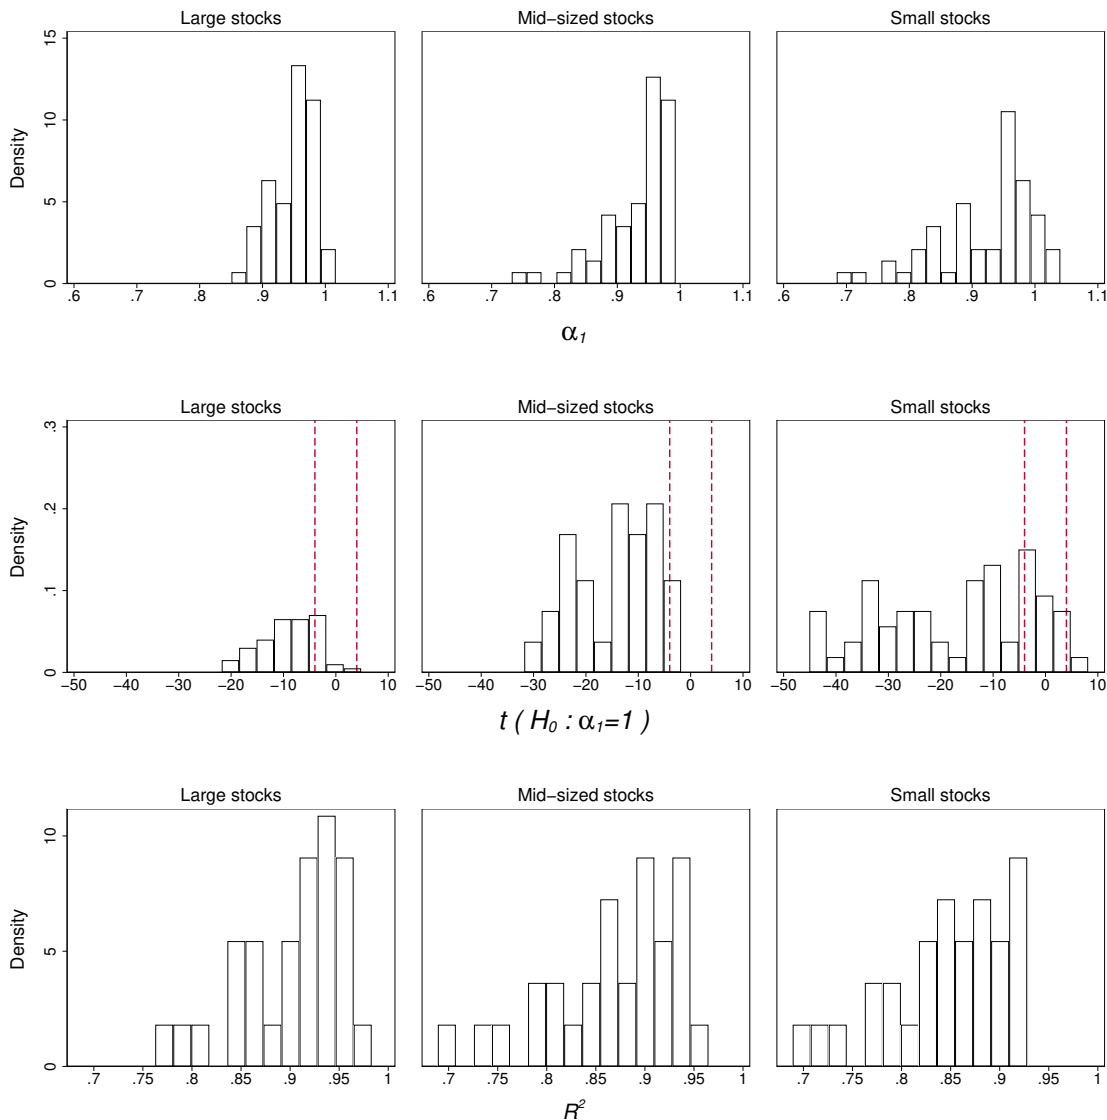 Large stocks Mid−sized stocks Small stocks
15
10
5
0
Density
.6 .7 .8 .9 1 1.1 .6 .7 .8 .9 1 1.1 .6 .7 .8 .9 1 1.1
α₁
Large stocks Mid−sized stocks Small stocks
.3
.2
.1
0
Density
−50 −40 −30 −20 −10 0 10 −50 −40 −30 −20 −10 0 10 −50 −40 −30 −20 −10 0 10
t ( H₀ : α₁=1 )
Large stocks Mid−sized stocks Small stocks
10
5
0
Density
.7 .75 .8 .85 .9 .95 1 .7 .75 .8 .85 .9 .95 1 .7 .75 .8 .85 .9 .95 1
R²